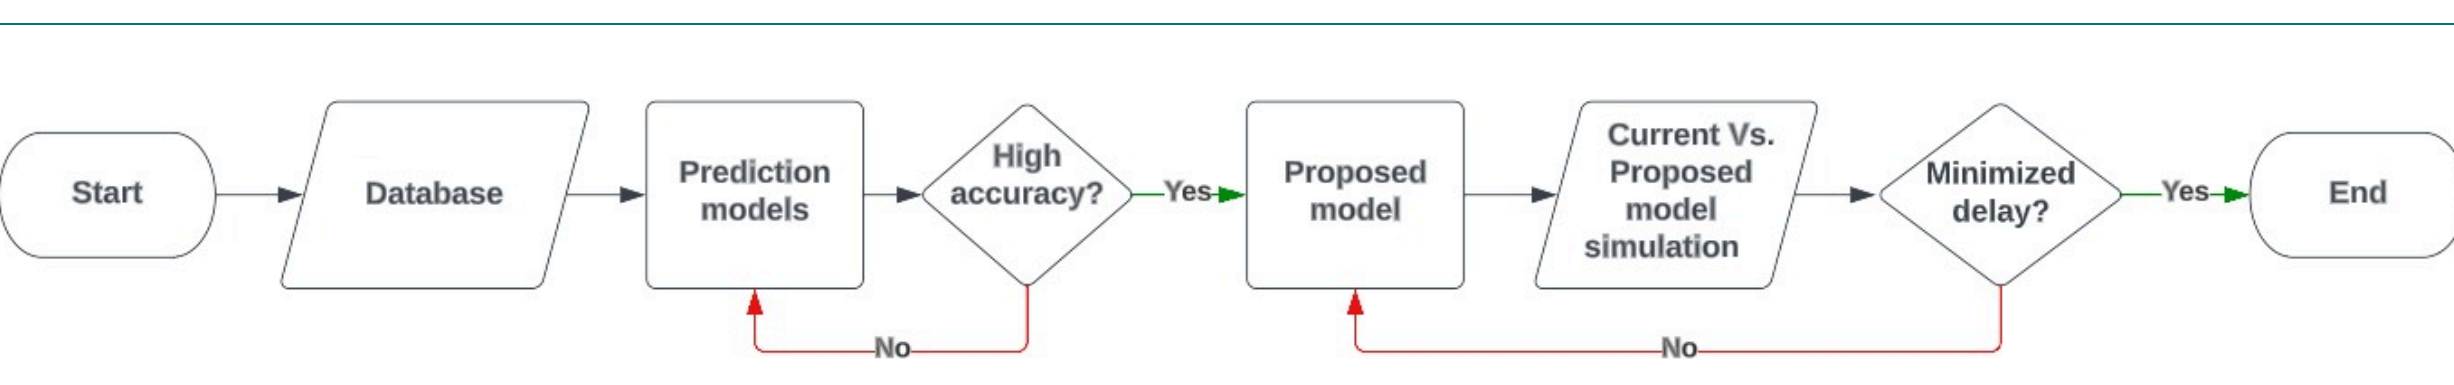 Start
Database
Prediction
models
High
accuracy?
Yes
No
Proposed
model
Current Vs.
Proposed
model
simulation
Minimized
delay?
Yes
No
End